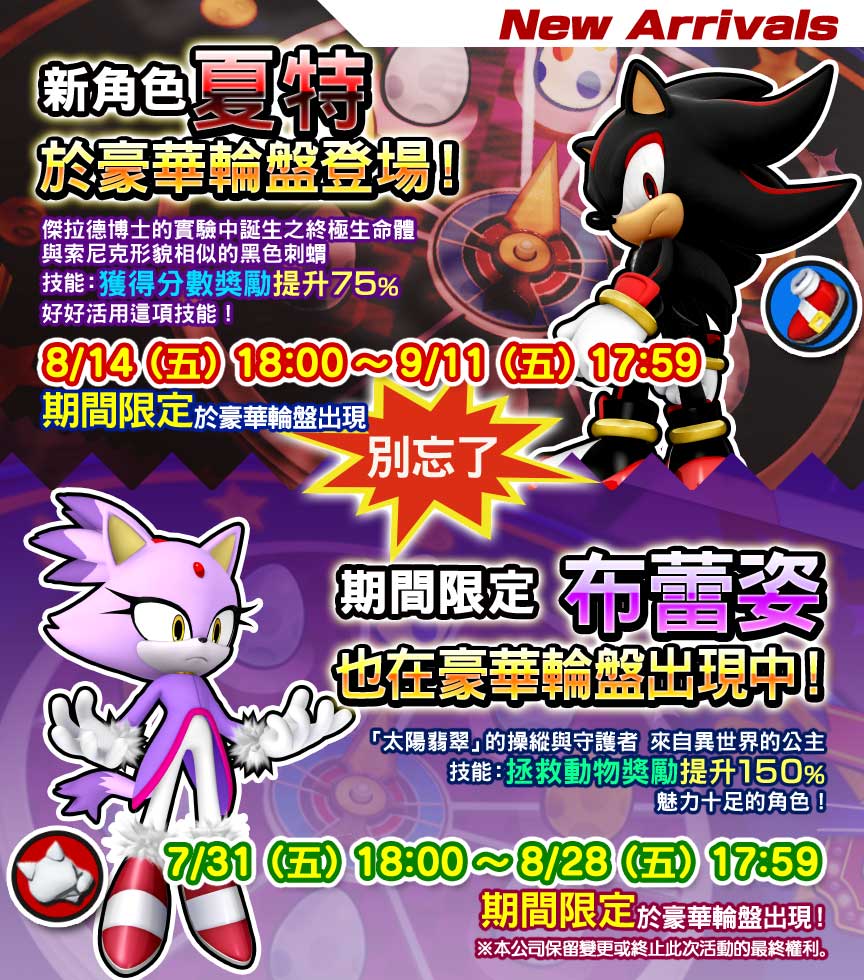 New Arrivals
新角色夏特
於豪華輪盤登場!
傑拉德博士的實驗中誕生之終極生命體
與索尼克形貌相似的黑色刺蝟
技能:獲得分數獎勵提升75%
好好活用這項技能!
8/14(五)18:00~9/11(五)17:59
期間限定於豪華輪盤出現
別忘了
期間限定 布蕾姿
也在豪華輪盤出現中!
「太陽翡翠」的操縱與守護者 來自異世界的公主
技能:拯救動物獎勵提升150%
魅力十足的角色!
7/31(五)18:00~8/28(五)17:59
期間限定於豪華輪盤出現!
※本公司保留變更或終止此次活動的最終權利。